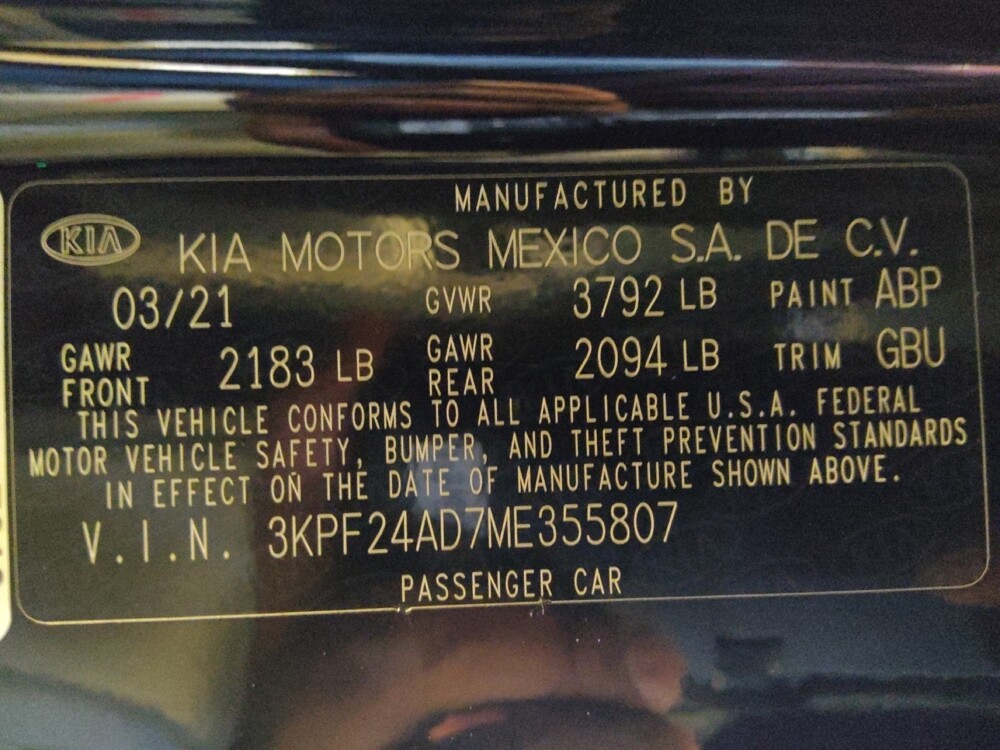 MANUFACTURED BY
KIA KIA MOTORS MEXICO S.A. DE C.V.
03/21 GVWR 3792 LB PAINT ABP
GAWR FRONT 2183 LB GAWR REAR 2094 LB TRIM GBU
THIS VEHICLE CONFORMS TO ALL APPLICABLE U.S.A. FEDERAL
MOTOR VEHICLE SAFETY, BUMPER, AND THEFT PREVENTION STANDARDS
IN EFFECT ON THE DATE OF MANUFACTURE SHOWN ABOVE.
V.I.N. 3KPF24AD7ME355807
PASSENGER CAR